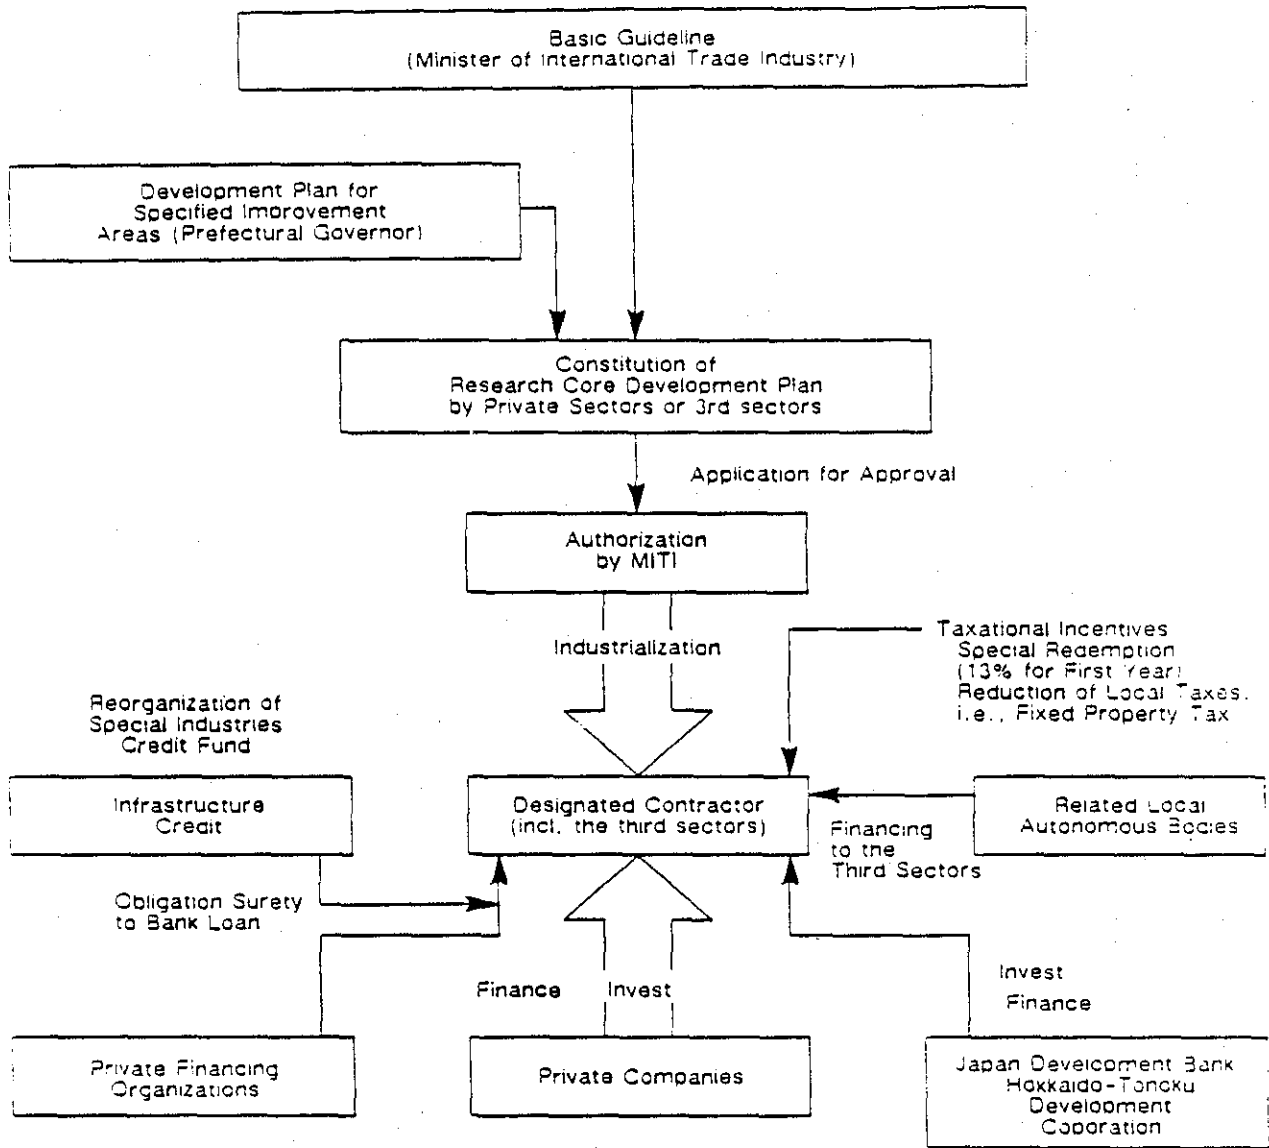 Basic Guideline
(Minister of International Trade Industry)
Development Plan for
Specified Improvement
Areas (Prefectural Governor)
Constitution of
Research Core Development Plan
by Private Sectors or 3rd sectors
Application for Approval
Authorization
by MITI
Industrialization
Taxational Incentives
Special Redemption
(13% for First Year)
Reduction of Local Taxes.
i.e., Fixed Property Tax
Reorganization of
Special Industries
Credit Fund
Infrastructure
Credit
Designated Contractor
(incl. the third sectors)
Related Local
Autonomous Bodies
Financing
to the
Third Sectors
Obligation Surety
to Bank Loan
Finance
Invest
Invest
Finance
Private Financing
Organizations
Private Companies
Japan Development Bank
Hokkaido-Tohoku
Development
Coporation